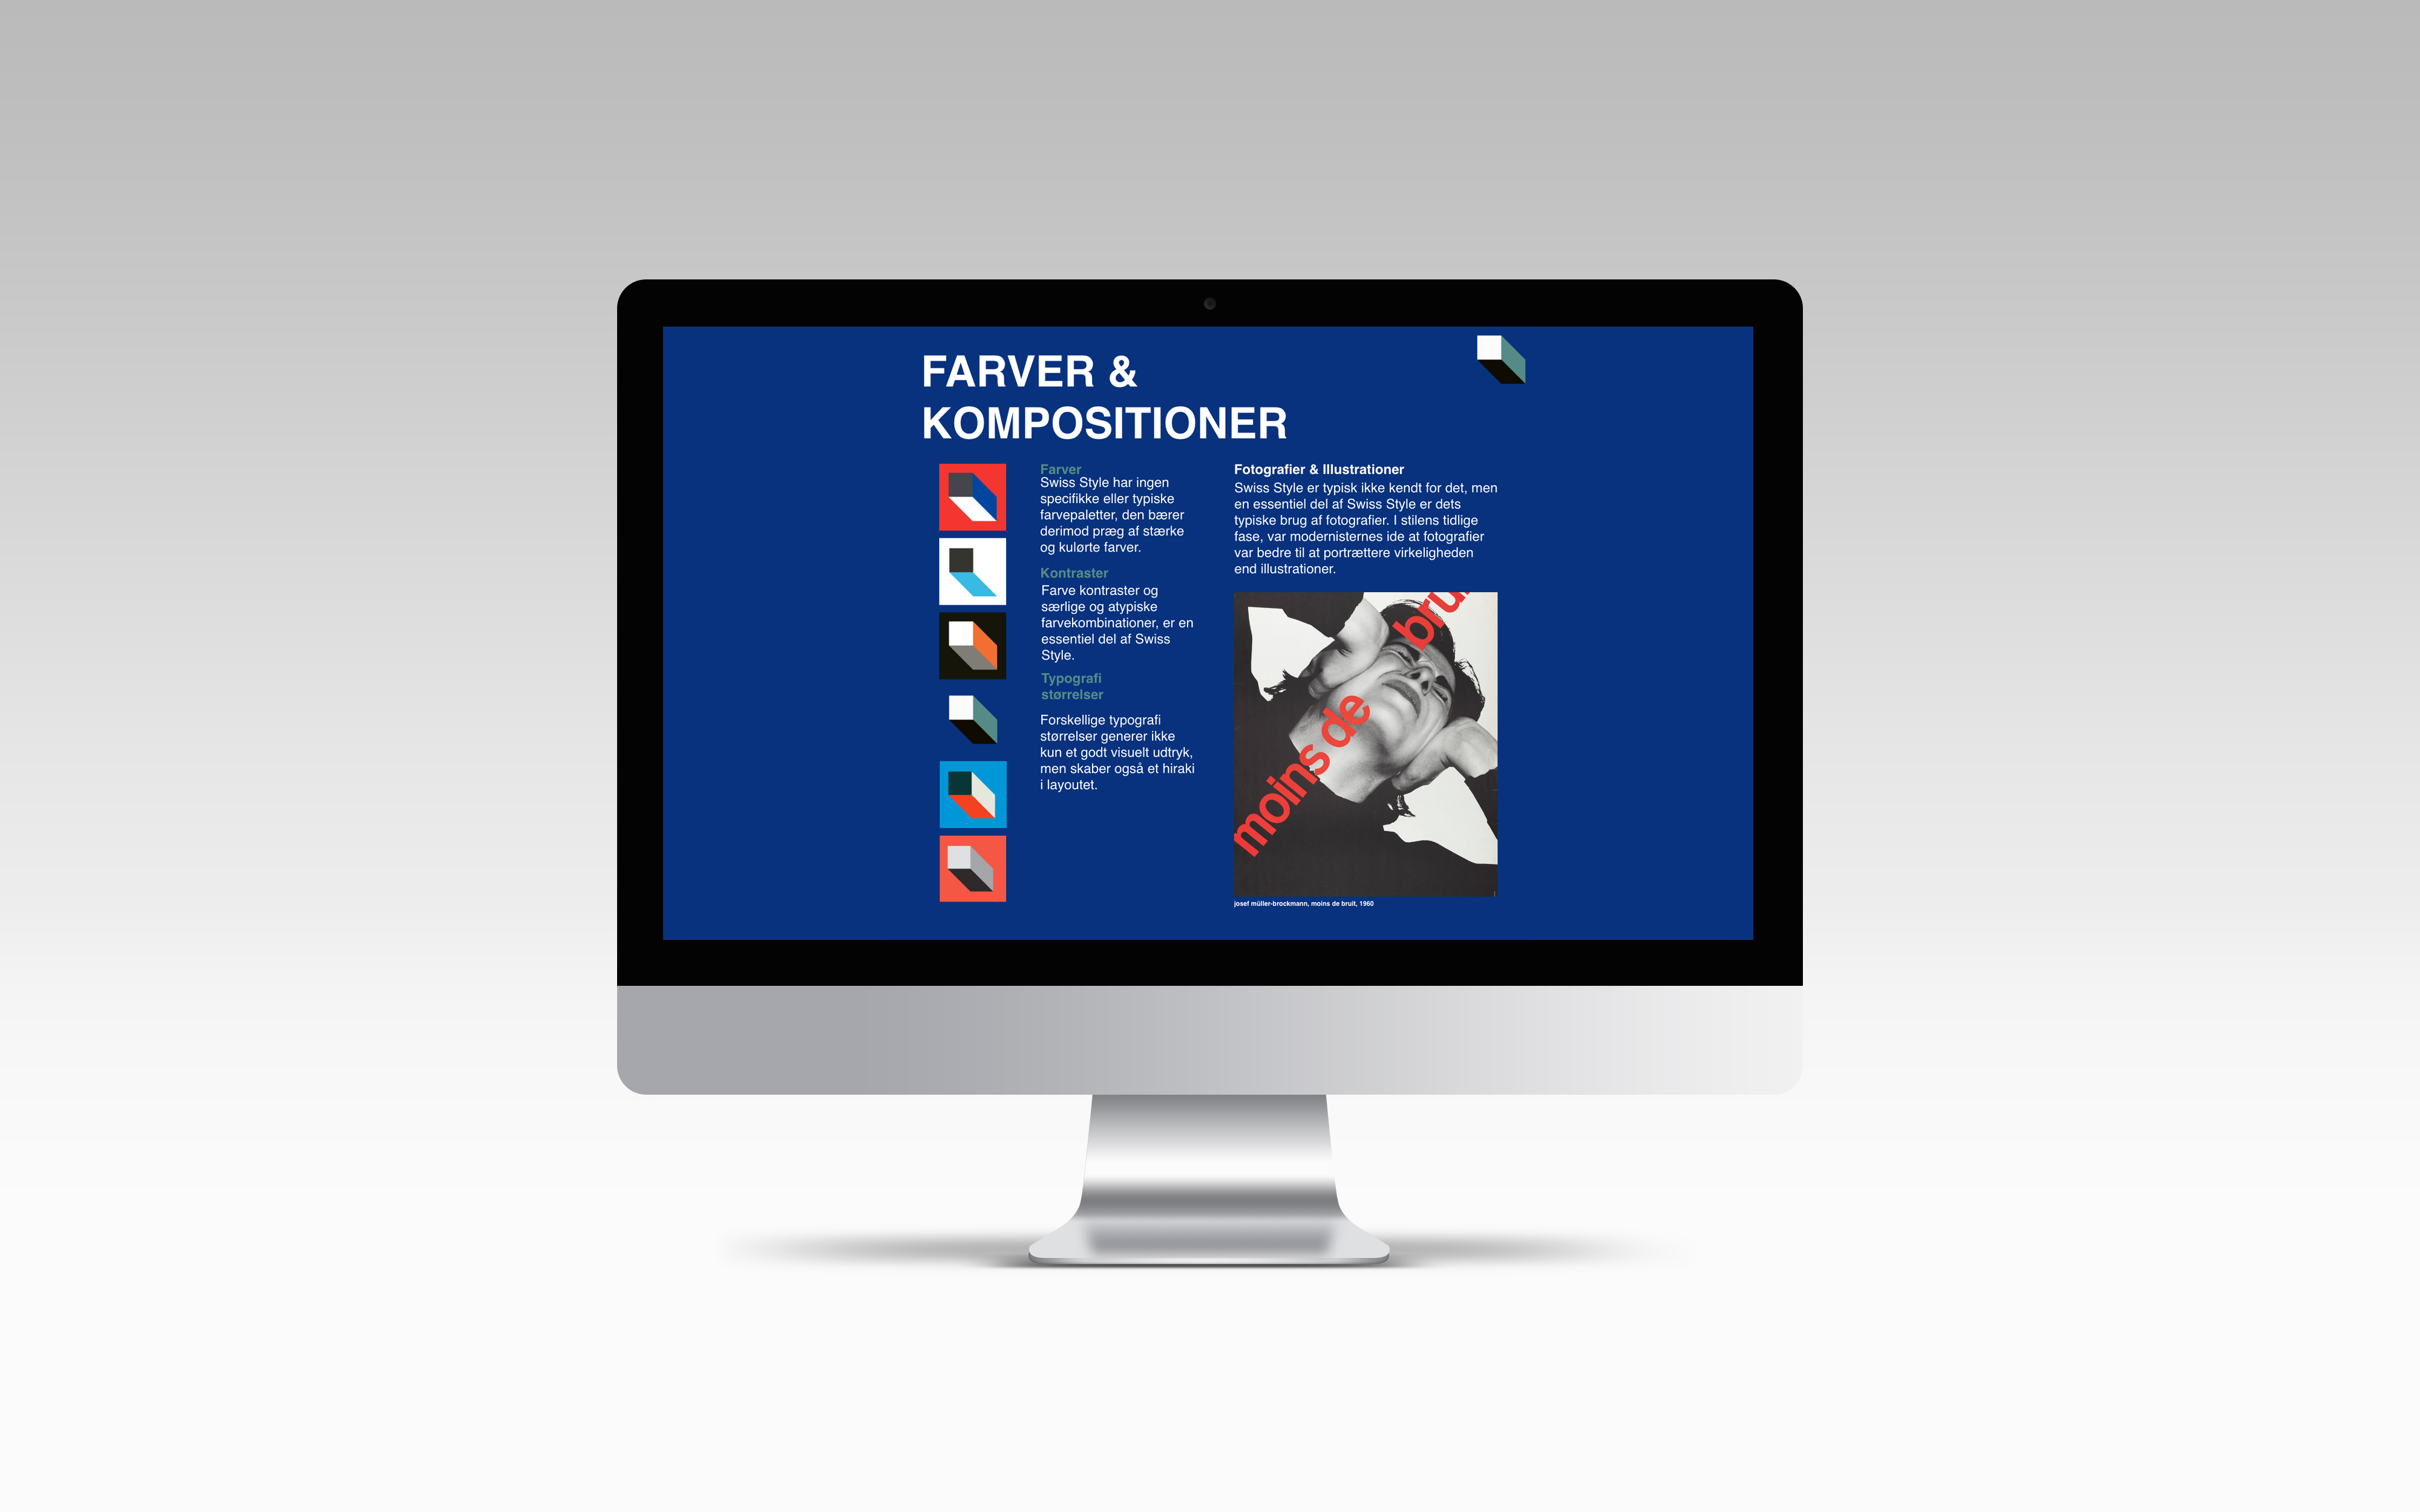 FARVER &
KOMPOSITIONER
Farver
Swiss Style har ingen
specifikke eller typiske
farvepaletter, den bærer
derimod præg af stærke
og kulørte farver.
Kontraster
Farve kontraster og
særlige og atypiske
farvekombinationer, er en
essentiel del af Swiss
Style.
Typografi
størrelser
Forskellige typografi
størrelser generer ikke
kun et godt visuelt udtryk,
men skaber også et hiraki
i layoutet.
Fotografier & Illustrationer
Swiss Style er typisk ikke kendt for det, men
en essentiel del af Swiss Style er dets
typiske brug af fotografier. I stilens tidlige
fase, var modernisternes ide at fotografier
var bedre til at portrættere virkeligheden
end illustrationer.
moins de bru
josef müller-brockmann, moins de bruit, 1960